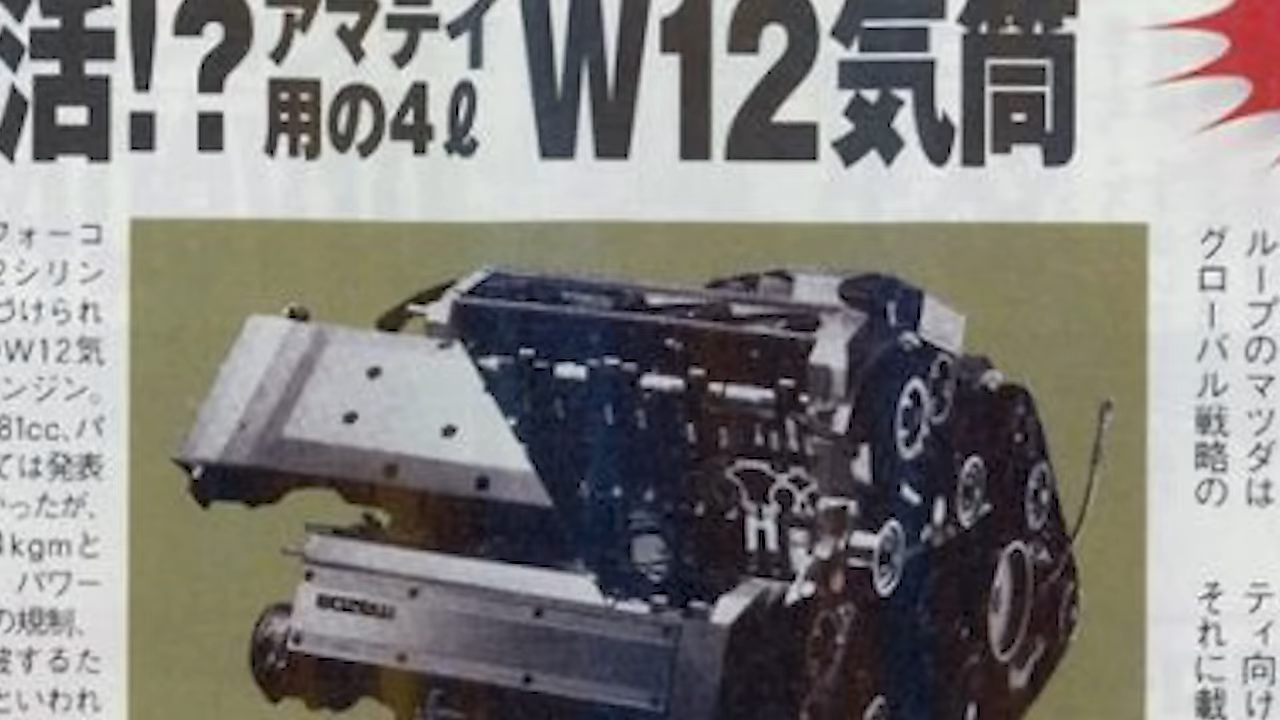 活!?アマティ用の4ℓW12気筒
ループのマツダは
グローバル戦略の
ティ向け
それに載
フォーコ
2シリン
づけられ
W12気
ンジン。
81cc、パ
ては発表
かったが、
kgmと
パワー
の規制、
破するた
といわれ
mazda